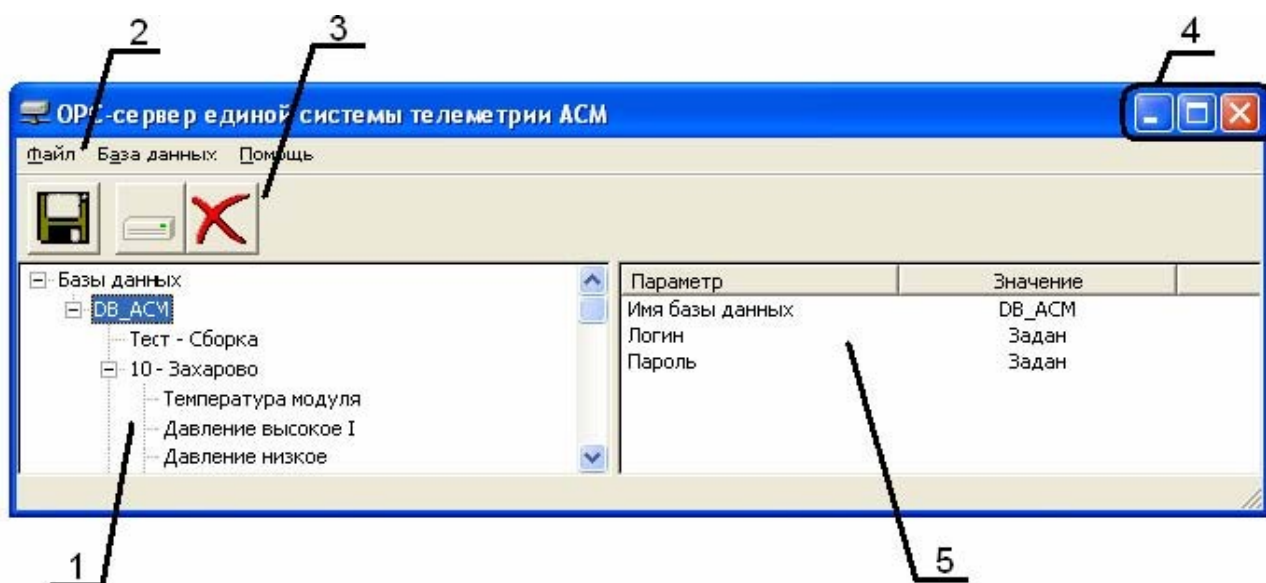 2
3
4
OPC-сервер единой системы телеметрии АСМ
Файл База данных Помощь
Базы данных
DB_ACM
Тест - Сборка
10 - Захарово
Температура модуля
Давление высокое I
Давление низкое
Параметр Значение
Имя базы данных DB_ACM
Логин Задан
Пароль Задан
1
5